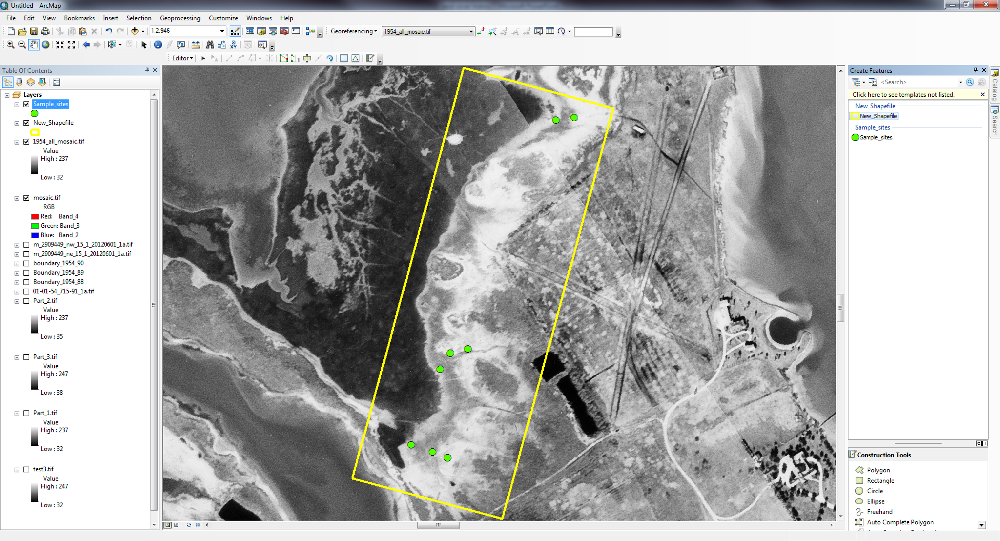 Untitled - ArcMap
File Edit View Bookmarks Insert Selection Geoprocessing Customize Windows Help
1:2,946
Georeferencing
1954_all_mosaic.tif
Editor
Table Of Contents
Layers
Sample_sites
New_Shapefile
1954_all_mosaic.tif
Value
High : 237
Low : 32
mosaic.tif
RGB
Red: Band_4
Green: Band_3
Blue: Band_2
m_2909449_nw_15_1_20120601_1a.tif
m_2909449_ne_15_1_20120601_1a.tif
boundary_1954_90
Boundary_1954_89
Boundary_1954_88
01-01-54_715-91_1a.tif
Part_2.tif
Value
High : 237
Low : 35
Part_3.tif
Value
High : 247
Low : 38
Part_1.tif
Value
High : 237
Low : 32
test3.tif
Value
High : 247
Low : 32
Create Features
<Search>
Click here to see templates not listed.
New_Shapefile
New_Shapefile
Sample_sites
Sample_sites
Construction Tools
Polygon
Rectangle
Circle
Ellipse
Freehand
Auto Complete Polygon
Catalog
Search